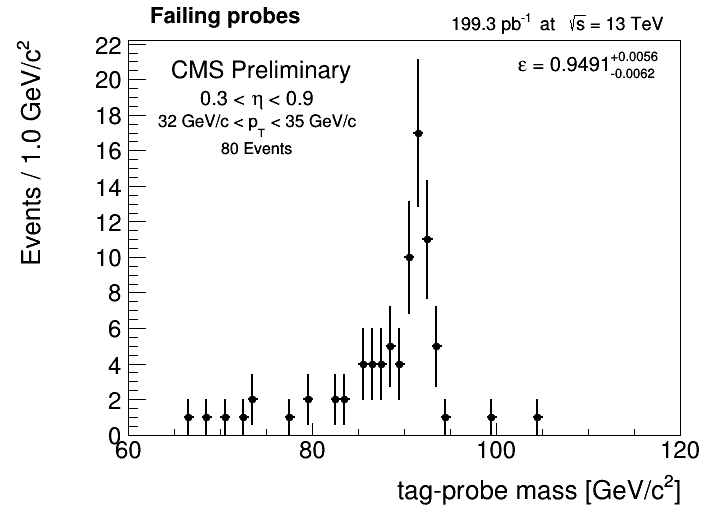 Failing probes
199.3 pb⁻¹ at √s = 13 TeV
Events / 1.0 GeV/c²
CMS Preliminary
0.3 < η < 0.9
32 GeV/c < p_T < 35 GeV/c
80 Events
ε = 0.9491 +0.0056 -0.0062
22
20
18
16
14
12
10
8
6
4
2
0
60 80 100 120
tag-probe mass [GeV/c²]